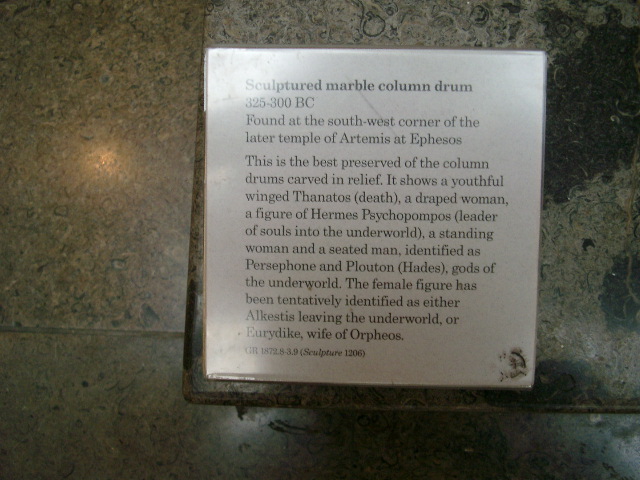 Sculptured marble column drum
325-300 BC
Found at the south-west corner of the
later temple of Artemis at Ephesos
This is the best preserved of the column
drums carved in relief. It shows a youthful
winged Thanatos (death), a draped woman,
a figure of Hermes Psychopompos (leader
of souls into the underworld), a standing
woman and a seated man, identified as
Persephone and Plouton (Hades), gods of
the underworld. The female figure has
been tentatively identified as either
Alkestis leaving the underworld, or
Eurydike, wife of Orpheos.
GR 1872.8-3.9 (Sculpture 1206)